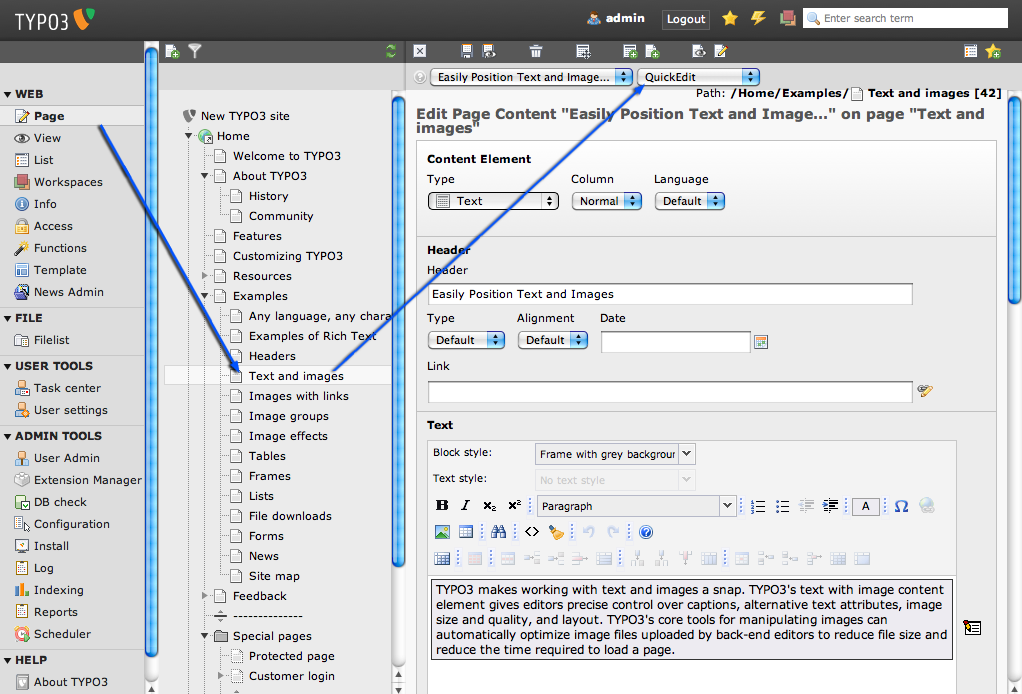 TYPO3
admin
Logout
Enter search term
Easily Position Text and Image...
QuickEdit
Path: /Home/Examples/ Text and images [42]
WEB
Page
View
List
Workspaces
Info
Access
Functions
Template
News Admin
FILE
Filelist
USER TOOLS
Task center
User settings
ADMIN TOOLS
User Admin
Extension Manager
DB check
Configuration
Install
Log
Indexing
Reports
Scheduler
HELP
About TYPO3
New TYPO3 site
Home
Welcome to TYPO3
About TYPO3
History
Community
Features
Customizing TYPO3
Resources
Examples
Any language, any chara
Examples of Rich Text
Headers
Text and images
Images with links
Image groups
Image effects
Tables
Frames
Lists
File downloads
Forms
News
Site map
Feedback
--------------
Special pages
Protected page
Customer login
Edit Page Content "Easily Position Text and Image..." on page "Text and
images"
Content Element
Type Column Language
Text Normal Default
Header
Header
Easily Position Text and Images
Type Alignment Date
Default Default
Link
Text
Block style: Frame with grey backgrour
Text style: No text style
B I x₂ x² Paragraph A Ω
TYPO3 makes working with text and images a snap. TYPO3's text with image content
element gives editors precise control over captions, alternative text attributes, image
size and quality, and layout. TYPO3's core tools for manipulating images can
automatically optimize image files uploaded by back-end editors to reduce file size and
reduce the time required to load a page.